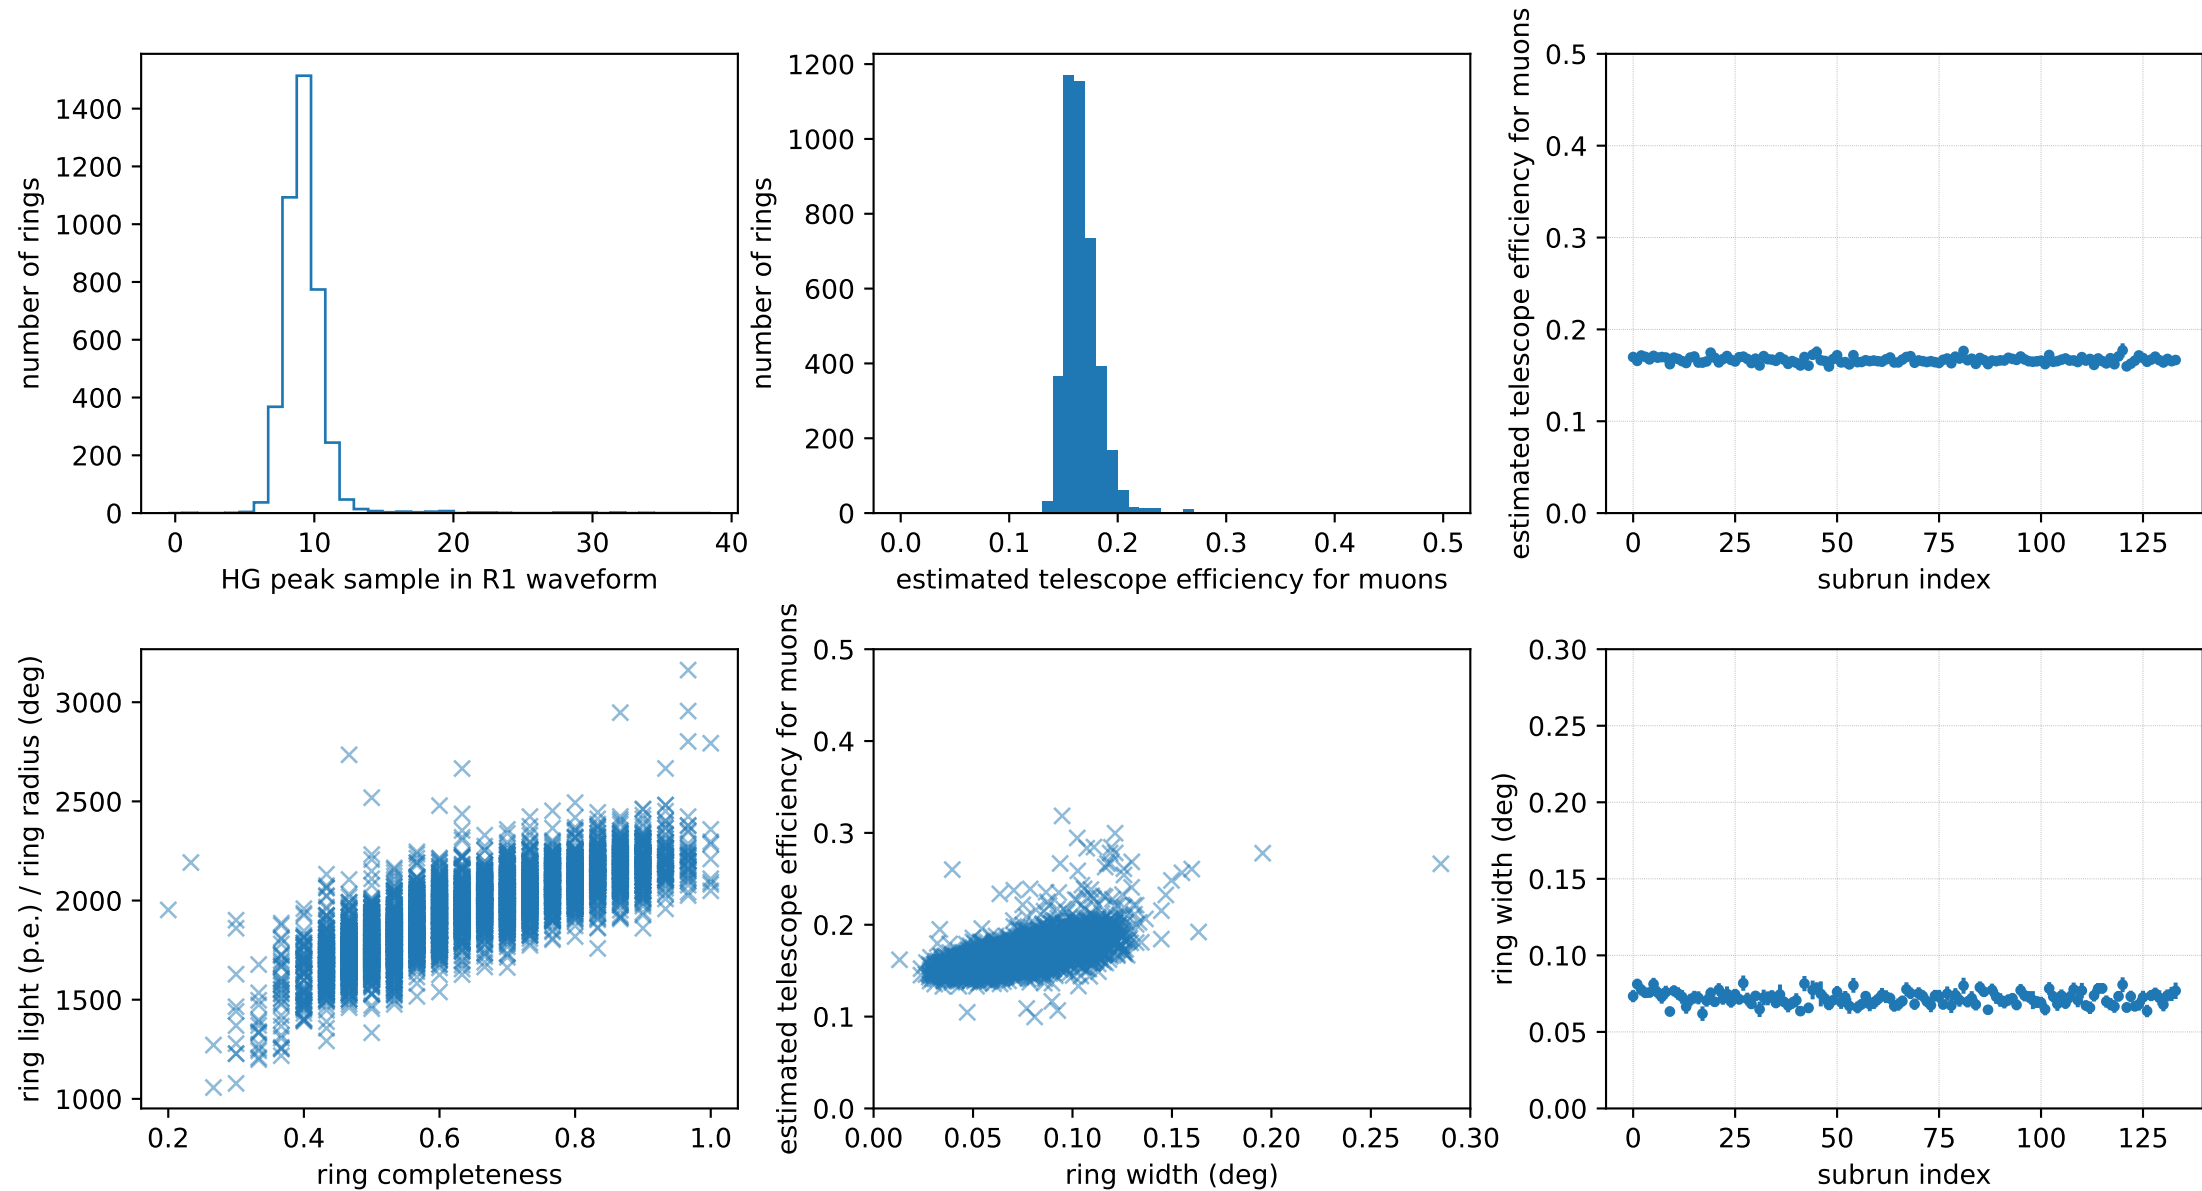 number of rings
1400
1200
1000
800
600
400
200
0
0 10 20 30 40
HG peak sample in R1 waveform
number of rings
1200
1000
800
600
400
200
0
0.0 0.1 0.2 0.3 0.4 0.5
estimated telescope efficiency for muons
estimated telescope efficiency for muons
0.5
0.4
0.3
0.2
0.1
0.0
0 25 50 75 100 125
subrun index
ring light (p.e.) / ring radius (deg)
3000
2500
2000
1500
1000
0.2 0.4 0.6 0.8 1.0
ring completeness
estimated telescope efficiency for muons
0.5
0.4
0.3
0.2
0.1
0.0
0.00 0.05 0.10 0.15 0.20 0.25 0.30
ring width (deg)
ring width (deg)
0.30
0.25
0.20
0.15
0.10
0.05
0.00
0 25 50 75 100 125
subrun index